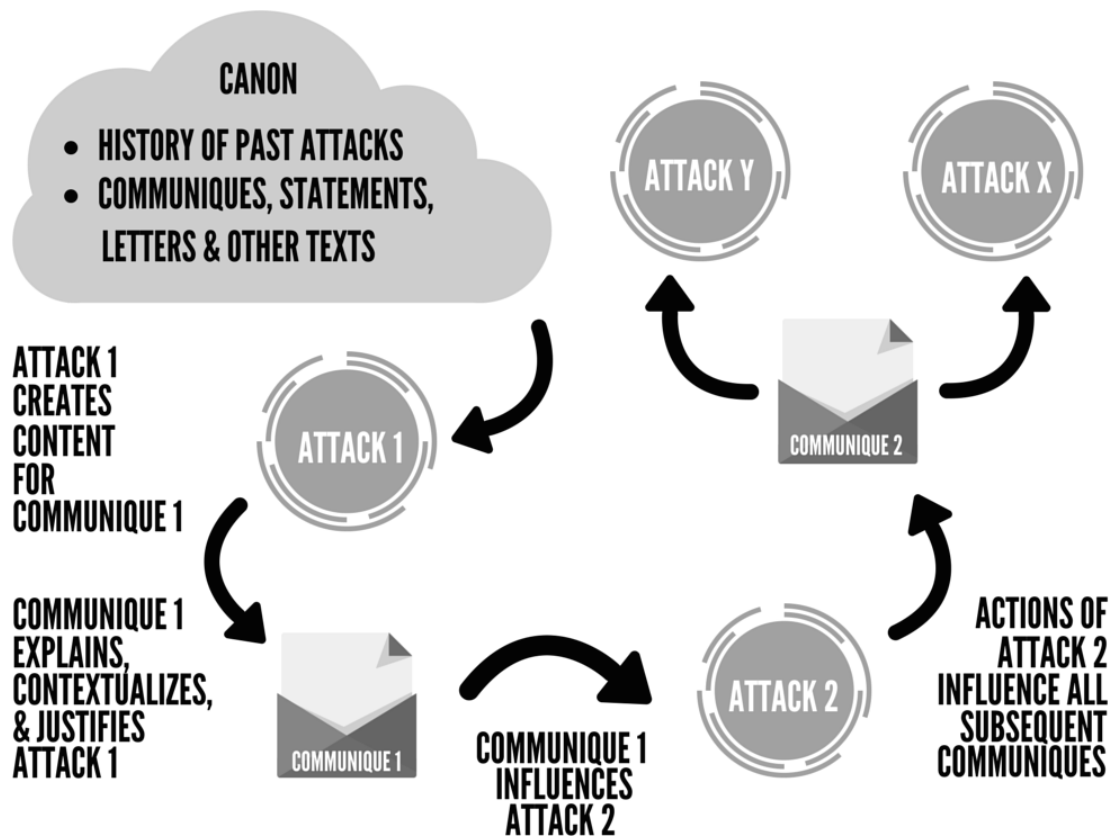 CANON
• HISTORY OF PAST ATTACKS
• COMMUNIQUES, STATEMENTS,
LETTERS & OTHER TEXTS
ATTACK Y
ATTACK X
ATTACK 1
CREATES
CONTENT
FOR
COMMUNIQUE 1
ATTACK 1
COMMUNIQUE 2
COMMUNIQUE 1
EXPLAINS,
CONTEXTUALIZES,
& JUSTIFIES
ATTACK 1
COMMUNIQUE 1
COMMUNIQUE 1
INFLUENCES
ATTACK 2
ATTACK 2
ACTIONS OF
ATTACK 2
INFLUENCE ALL
SUBSEQUENT
COMMUNIQUES